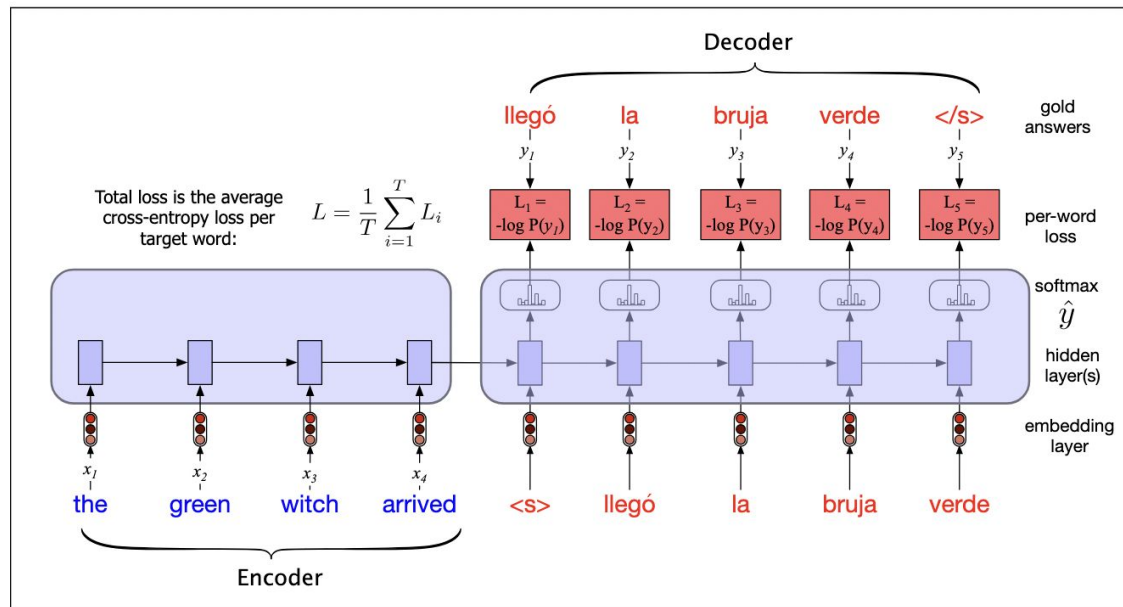 Decoder
llegó la bruja verde </s>
gold
answers
y1 y2 y3 y4 y5
Total loss is the average
cross-entropy loss per
target word:
L = 1/T ∑ᵢ₌₁ᵀ Lᵢ
L1 = L2 = L3 = L4 = L5 =
-log P(y1) -log P(y2) -log P(y3) -log P(y4) -log P(y5)
per-word
loss
softmax
ŷ
hidden
layer(s)
embedding
layer
x1 x2 x3 x4
the green witch arrived <s> llegó la bruja verde
Encoder